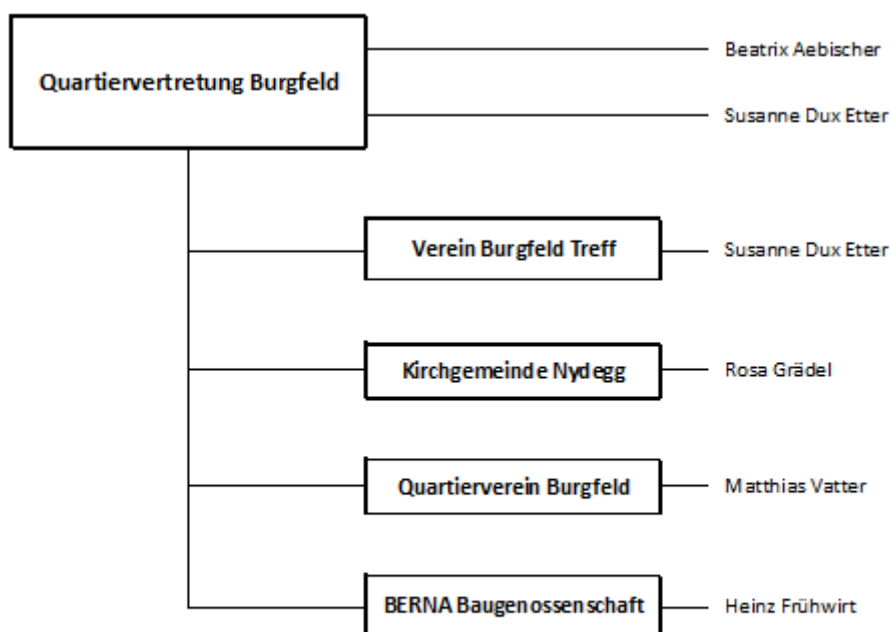 Quartiervertretung Burgfeld
Beatrix Aebischer
Susanne Dux Etter
Verein Burgfeld Treff
Susanne Dux Etter
Kirchgemeinde Nydegg
Rosa Grädel
Quartierverein Burgfeld
Matthias Vatter
BERNA Baugenossenschaft
Heinz Frühwirt